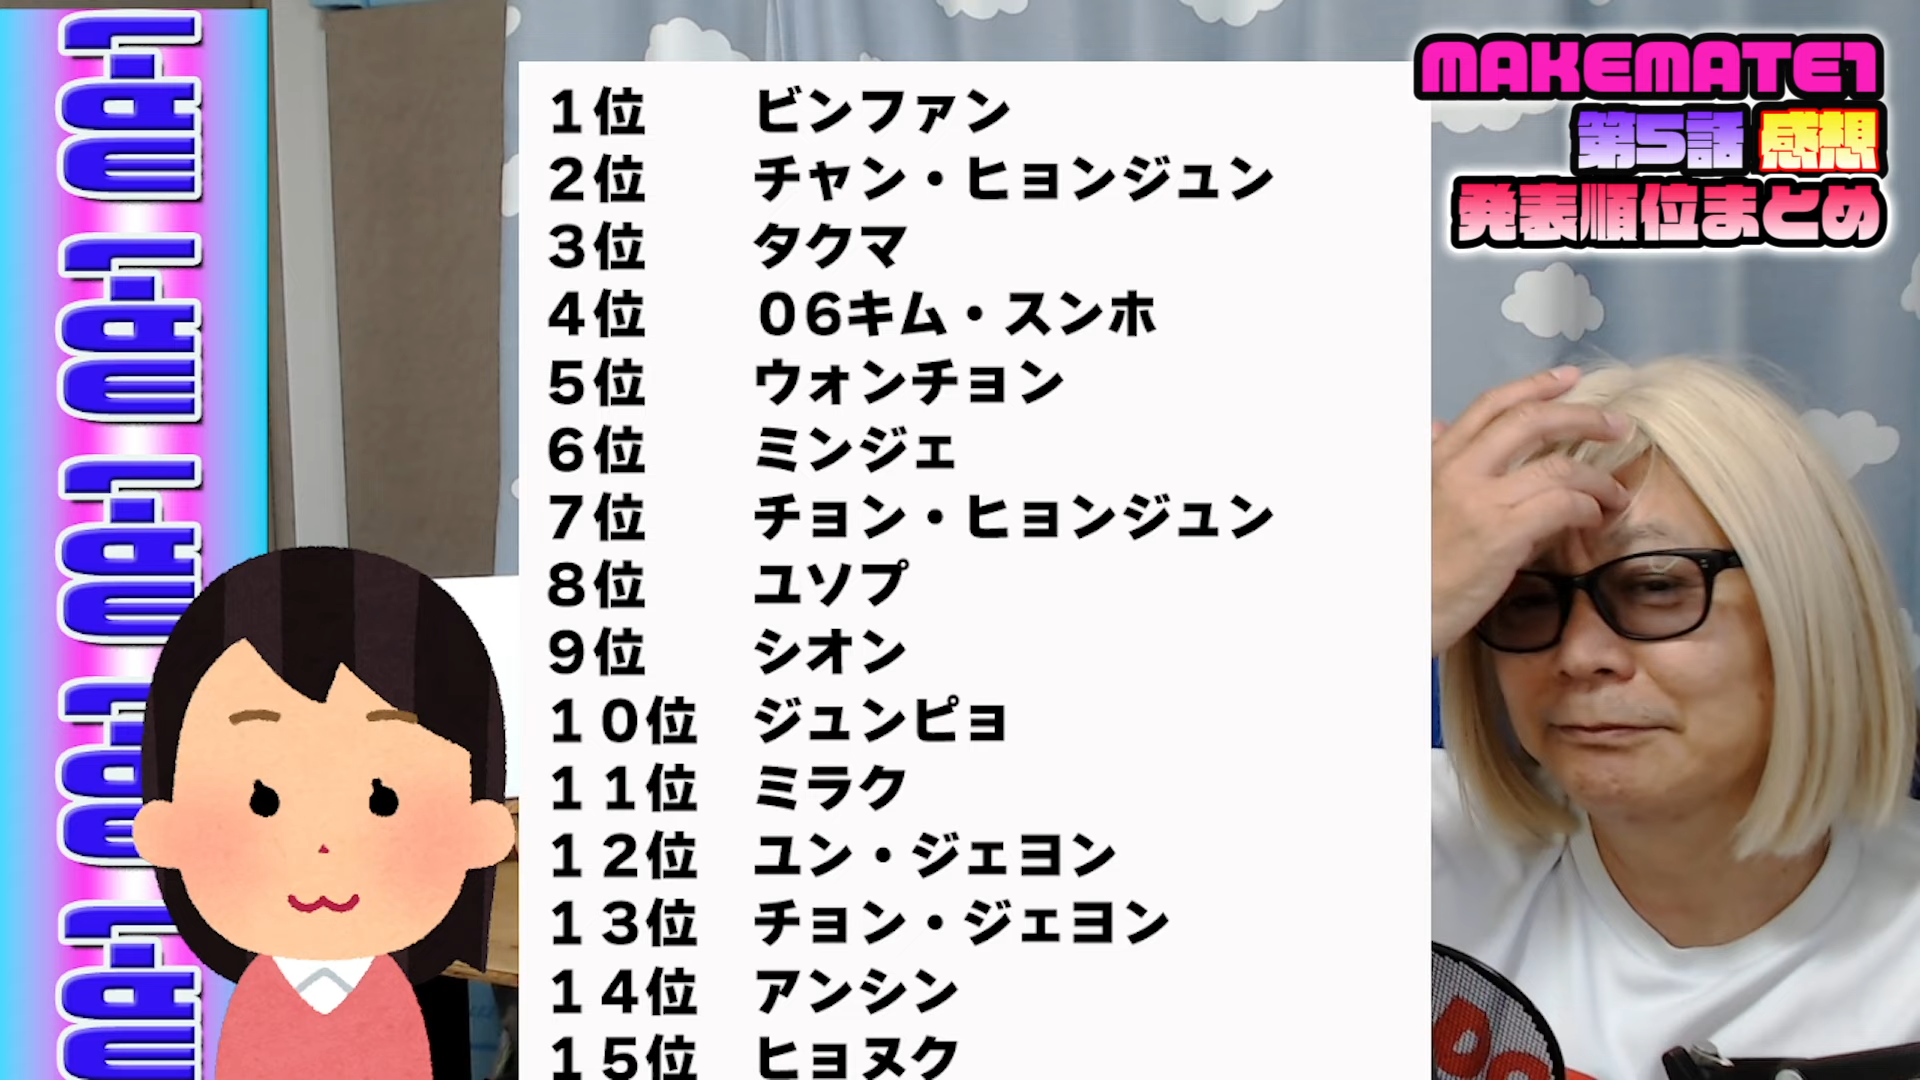 MAKEMATE1
第5話 感想
発表順位まとめ
1位 ビンファン
2位 チャン・ヒョンジュン
3位 タクマ
4位 06キム・スンホ
5位 ウォンチョン
6位 ミンジェ
7位 チョン・ヒョンジュン
8位 ユソプ
9位 シオン
10位 ジュンピョ
11位 ミラク
12位 ユン・ジェヨン
13位 チョン・ジェヨン
14位 アンシン
15位 ヒョヌク